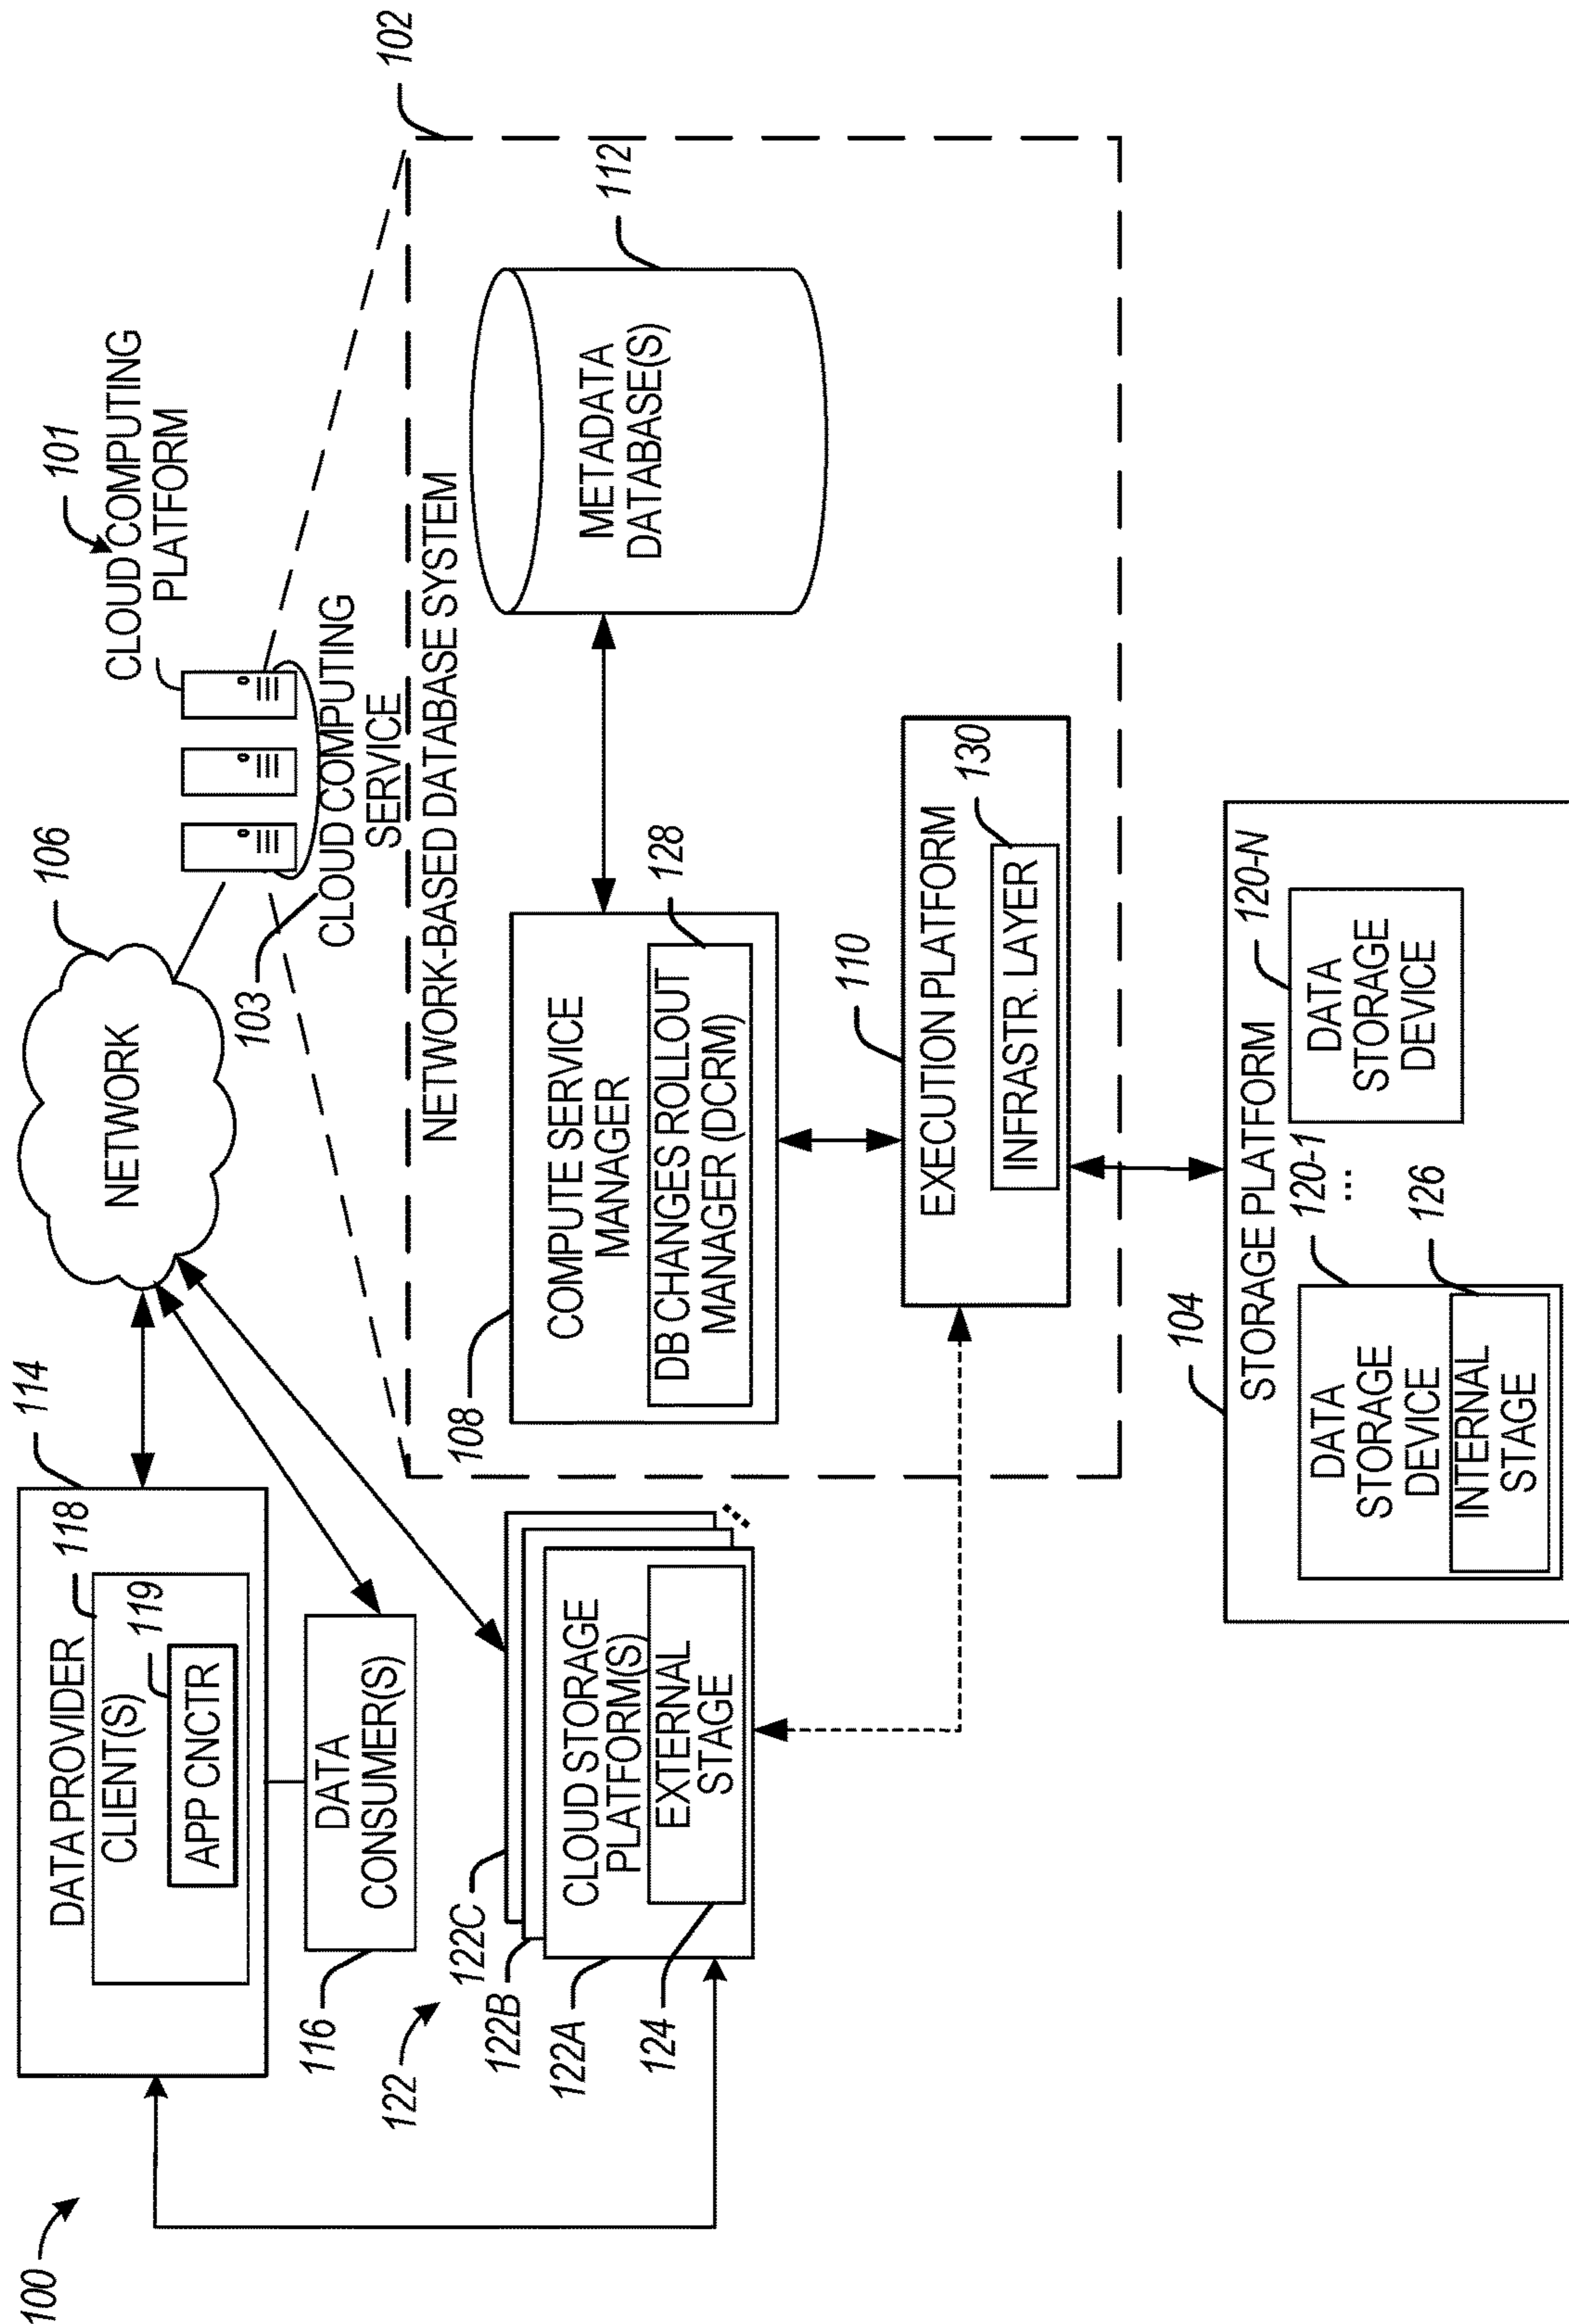 100
114
DATA PROVIDER
118
CLIENT(S)
119
APP CNCTR
116
DATA
CONSUMER(S)
106
NETWORK
101
CLOUD COMPUTING
PLATFORM
103
CLOUD COMPUTING
SERVICE
102
NETWORK-BASED DATABASE SYSTEM
122
122C
122B
122A
CLOUD STORAGE
PLATFORM(S)
124
EXTERNAL
STAGE
108
COMPUTE SERVICE
MANAGER
128
DB CHANGES ROLLOUT
MANAGER (DCRM)
112
METADATA
DATABASE(S)
110
EXECUTION PLATFORM
130
INFRASTR. LAYER
104
STORAGE PLATFORM
120-1
DATA
STORAGE
DEVICE
126
INTERNAL
STAGE
...
120-N
DATA
STORAGE
DEVICE